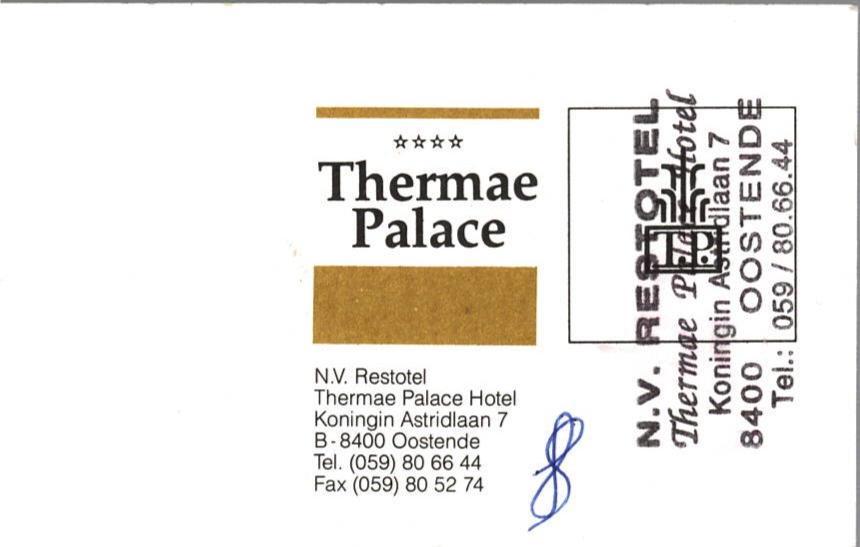 Thermae
Palace
N.V. Restotel
Thermae Palace Hotel
Koningin Astridlaan 7
B-8400 Oostende
Tel. (059) 80 66 44
Fax (059) 80 52 74
N.V. RESTOTEL
Thermae Palace Hotel
Koningin Astridlaan 7
8400 OOSTENDE
Tel.: 059/80.66.44
T.P.